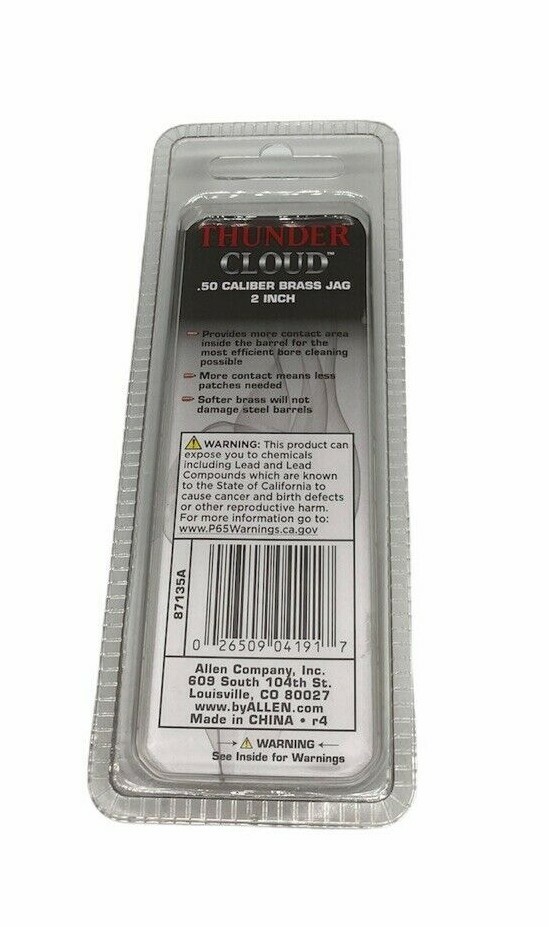 THUNDER
CLOUD™
.50 CALIBER BRASS JAG
2 INCH
Provides more contact area
inside the barrel for the
most efficient bore cleaning
possible
More contact means less
patches needed
Softer brass will not
damage steel barrels
WARNING: This product can
expose you to chemicals
including Lead and Lead
Compounds which are known
to the State of California to
cause cancer and birth defects
or other reproductive harm.
For more information go to:
www.P65Warnings.ca.gov
87135A
0 26509 04191 7
Allen Company, Inc.
609 South 104th St.
Louisville, CO 80027
www.byALLEN.com
Made in CHINA • r4
→ WARNING ←
See Inside for Warnings